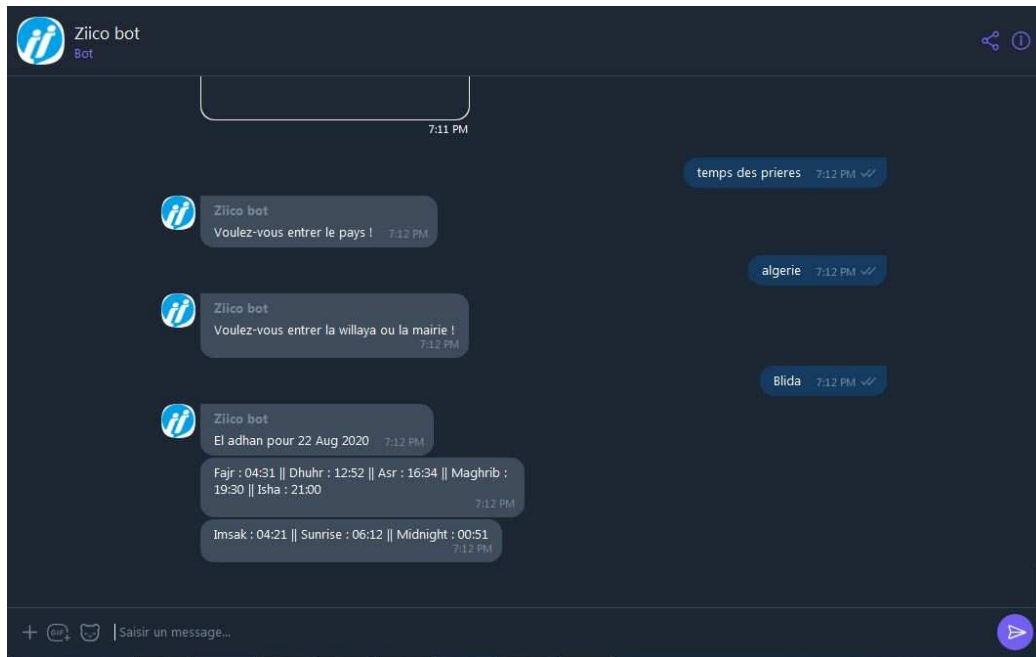 Ziico bot
Bot
7:11 PM
temps des prieres 7:12 PM
Ziico bot
Voulez-vous entrer le pays ! 7:12 PM
algerie 7:12 PM
Ziico bot
Voulez-vous entrer la willaya ou la mairie !
7:12 PM
Blida 7:12 PM
Ziico bot
El adhan pour 22 Aug 2020 7:12 PM
Fajr : 04:31 || Dhuhr : 12:52 || Asr : 16:34 || Maghrib :
19:30 || Isha : 21:00
7:12 PM
Imsak : 04:21 || Sunrise : 06:12 || Midnight : 00:51
7:12 PM
GIF
Saisir un message...